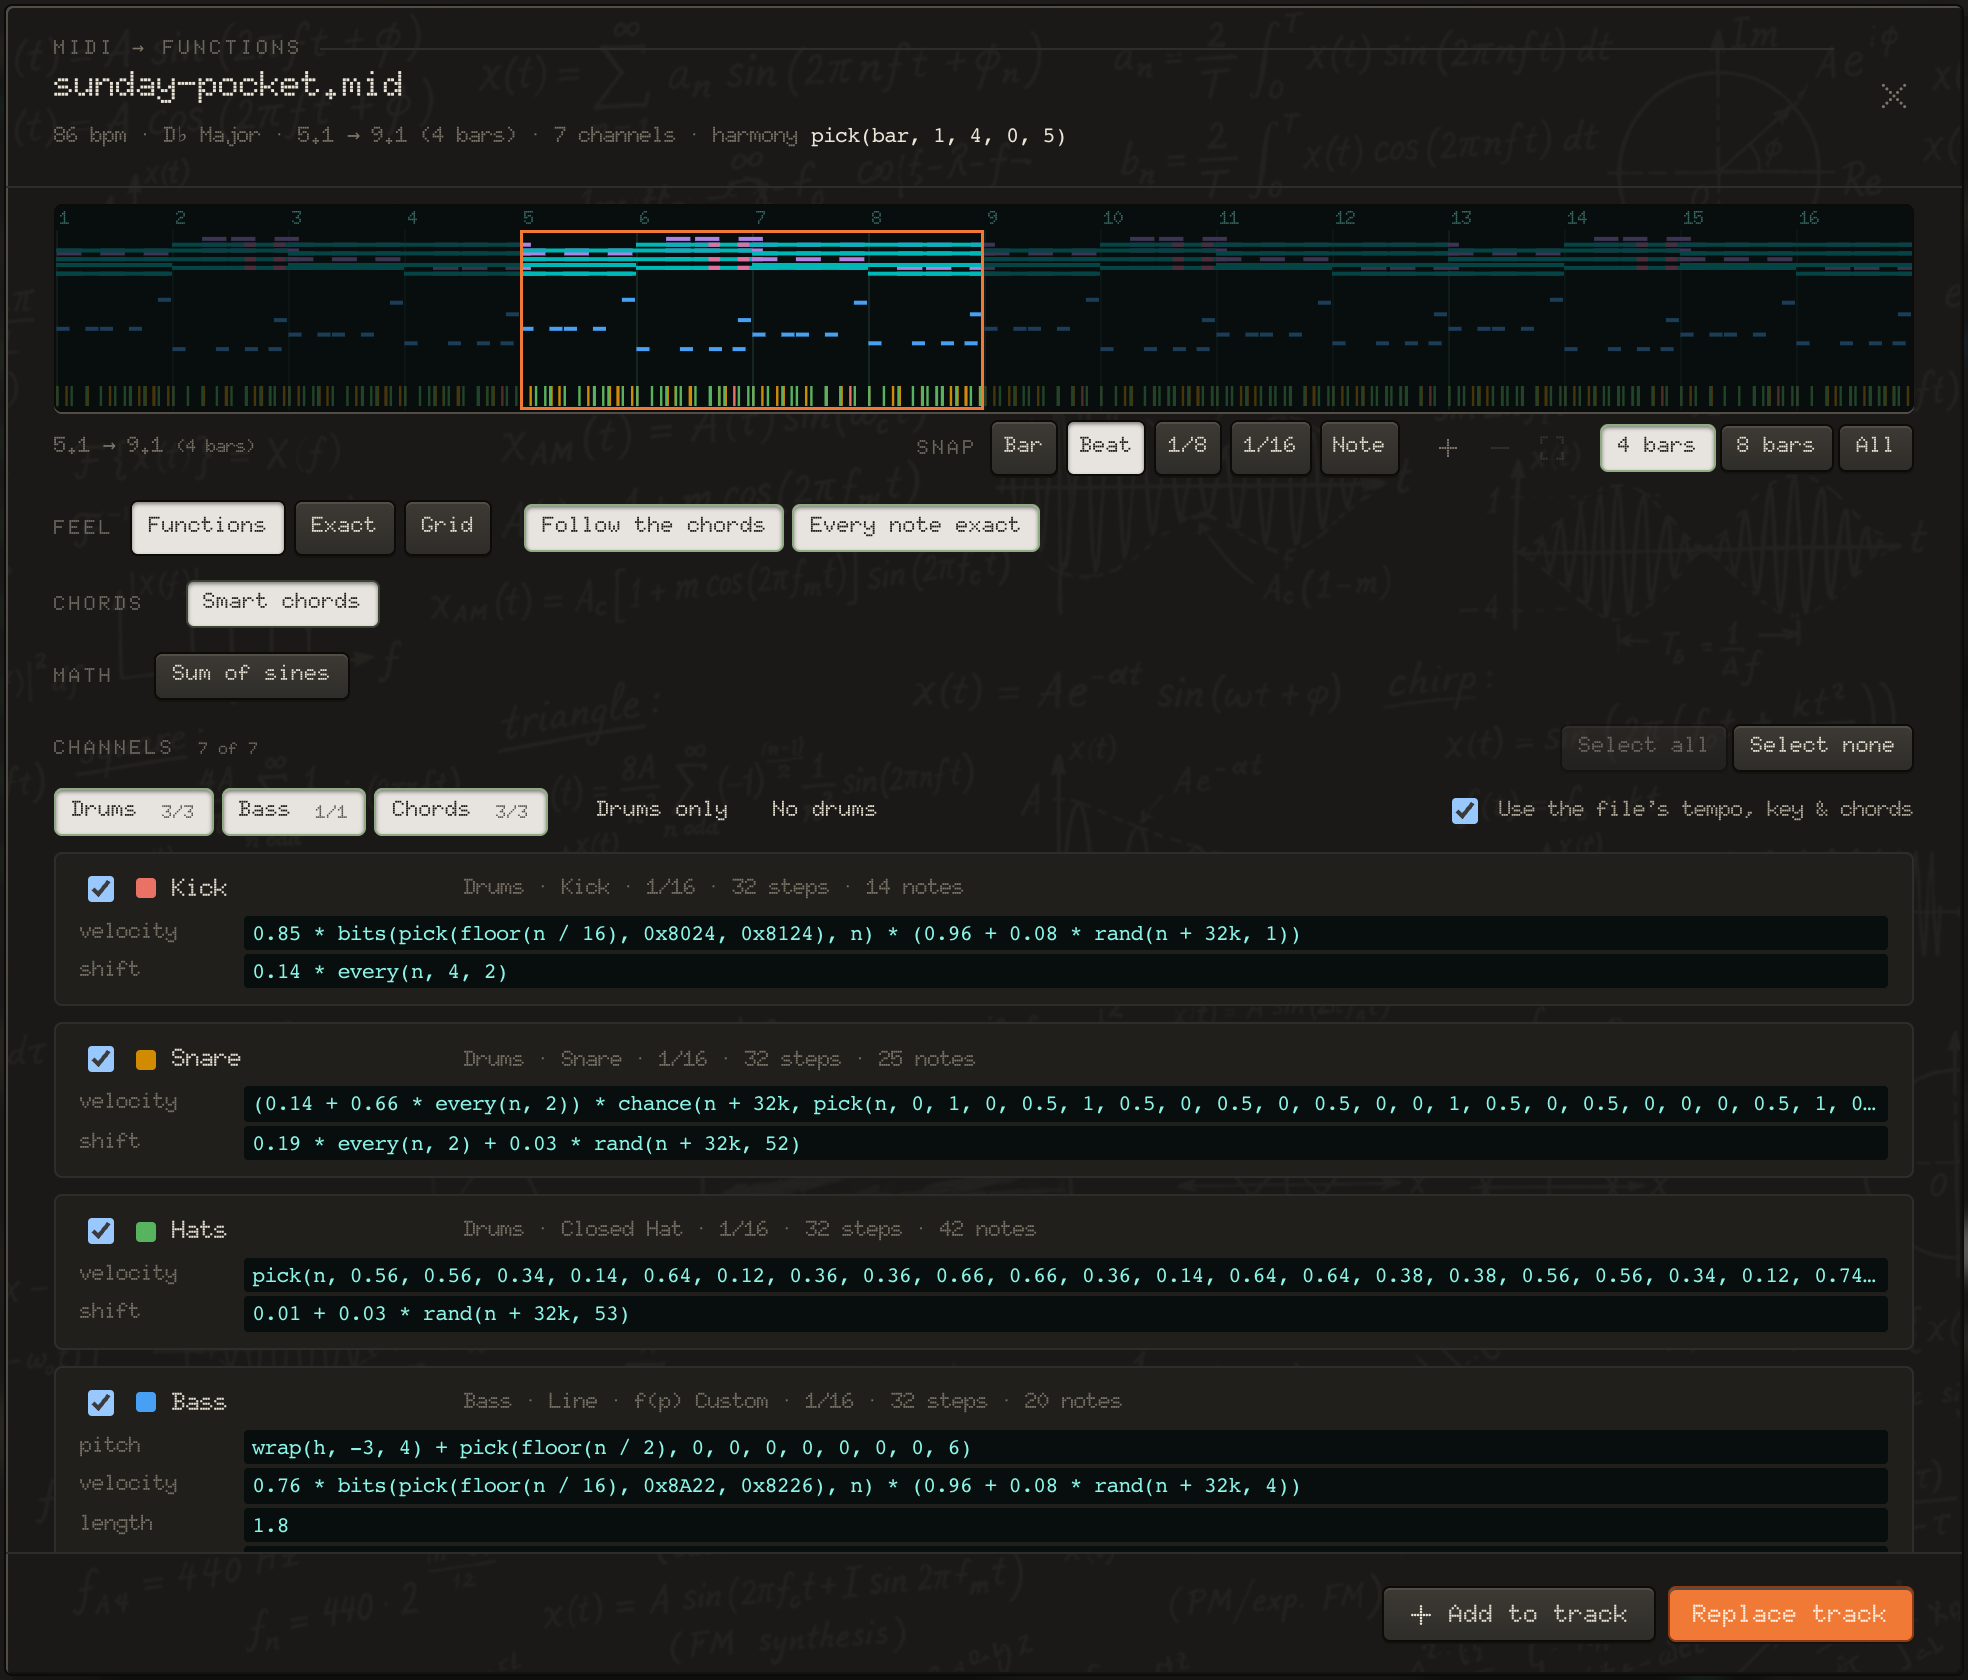 MIDI → FUNCTIONS
sunday-pocket.mid
86 bpm · D♭ Major · 5.1 → 9.1 (4 bars) · 7 channels · harmony pick(bar, 1, 4, 0, 5)
1 2 3 4 5 6 7 8 9 10 11 12 13 14 15 16
5.1 → 9.1 (4 bars)
SNAP Bar Beat 1/8 1/16 Note + − 4 bars 8 bars All
FEEL Functions Exact Grid Follow the chords Every note exact
CHORDS Smart chords
MATH Sum of sines
CHANNELS 7 of 7 Select all Select none
Drums 3/3 Bass 1/1 Chords 3/3 Drums only No drums Use the file's tempo, key & chords
Kick Drums · Kick · 1/16 · 32 steps · 14 notes
velocity 0.85 * bits(pick(floor(n / 16), 0x8024, 0x8124), n) * (0.96 + 0.08 * rand(n + 32k, 1))
shift 0.14 * every(n, 4, 2)
Snare Drums · Snare · 1/16 · 32 steps · 25 notes
velocity (0.14 + 0.66 * every(n, 2)) * chance(n + 32k, pick(n, 0, 1, 0, 0.5, 1, 0.5, 0, 0.5, 0, 0.5, 0, 0, 1, 0.5, 0, 0.5, 0, 0, 0, 0.5, 1, 0…
shift 0.19 * every(n, 2) + 0.03 * rand(n + 32k, 52)
Hats Drums · Closed Hat · 1/16 · 32 steps · 42 notes
velocity pick(n, 0.56, 0.56, 0.34, 0.14, 0.64, 0.12, 0.36, 0.36, 0.66, 0.66, 0.36, 0.14, 0.64, 0.64, 0.38, 0.38, 0.56, 0.56, 0.34, 0.12, 0.74…
shift 0.01 + 0.03 * rand(n + 32k, 53)
Bass Bass · Line · f(p) Custom · 1/16 · 32 steps · 20 notes
pitch wrap(h, -3, 4) + pick(floor(n / 2), 0, 0, 0, 0, 0, 0, 0, 6)
velocity 0.76 * bits(pick(floor(n / 16), 0x8A22, 0x8226), n) * (0.96 + 0.08 * rand(n + 32k, 4))
length 1.8
+ Add to track Replace track